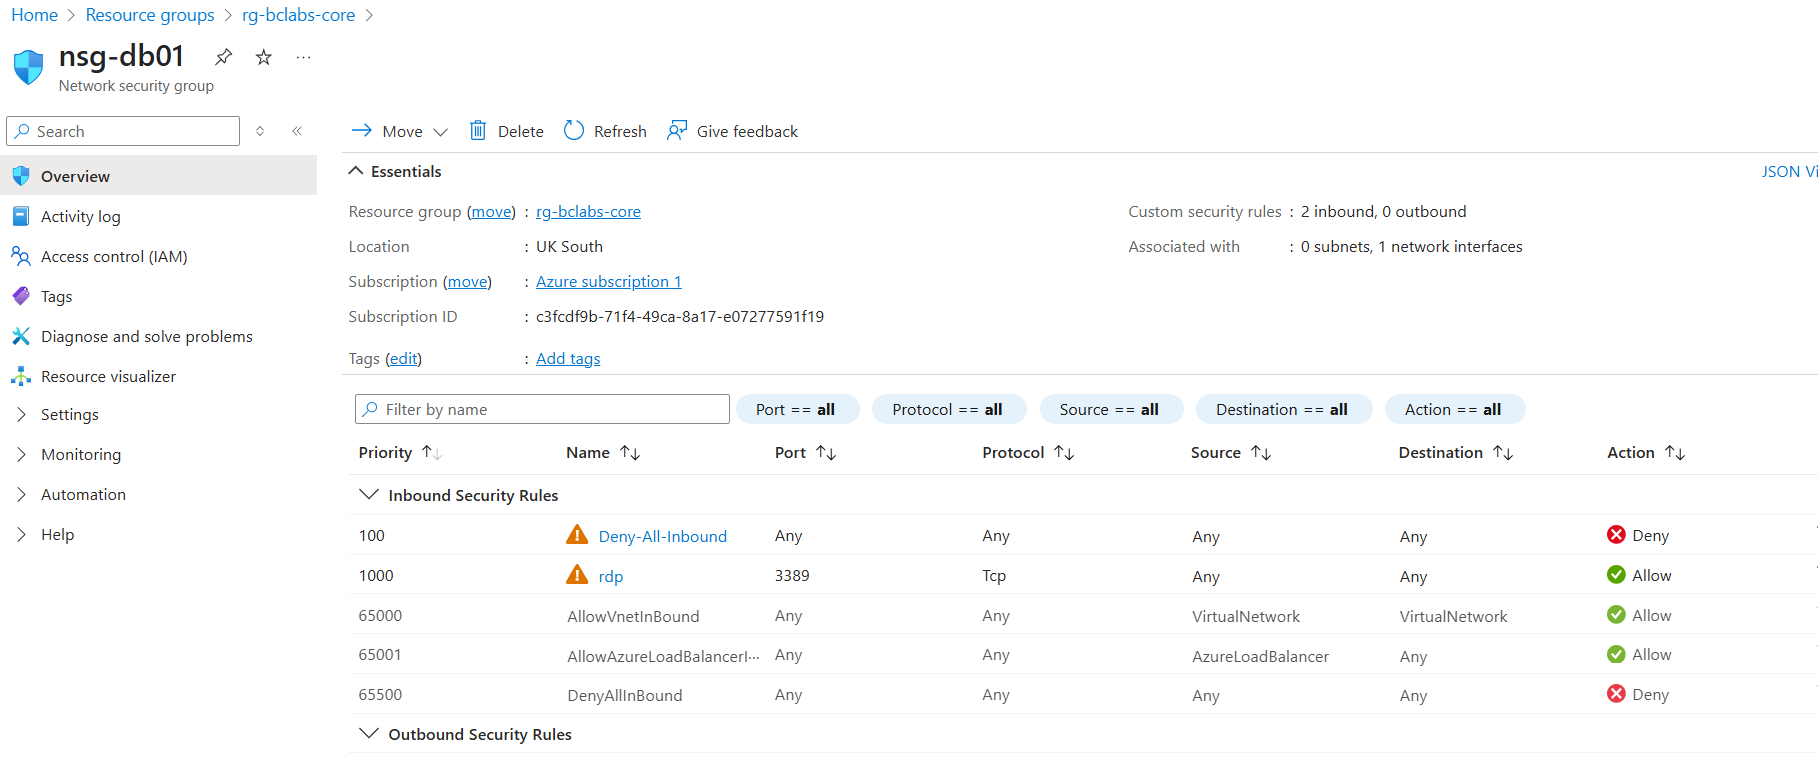 Home > Resource groups > rg-bclabs-core >
nsg-db01
Network security group
Search
Move Delete Refresh Give feedback
Overview
Activity log
Access control (IAM)
Tags
Diagnose and solve problems
Resource visualizer
Settings
Monitoring
Automation
Help
Essentials
JSON Vi
Resource group (move) : rg-bclabs-core
Custom security rules : 2 inbound, 0 outbound
Location : UK South
Associated with : 0 subnets, 1 network interfaces
Subscription (move) : Azure subscription 1
Subscription ID : c3fcdf9b-71f4-49ca-8a17-e07277591f19
Tags (edit) : Add tags
Filter by name Port == all Protocol == all Source == all Destination == all Action == all
Priority Name Port Protocol Source Destination Action
Inbound Security Rules
100 Deny-All-Inbound Any Any Any Any Deny
1000 rdp 3389 Tcp Any Any Allow
65000 AllowVnetInBound Any Any VirtualNetwork VirtualNetwork Allow
65001 AllowAzureLoadBalancerI··· Any Any AzureLoadBalancer Any Allow
65500 DenyAllInBound Any Any Any Any Deny
Outbound Security Rules